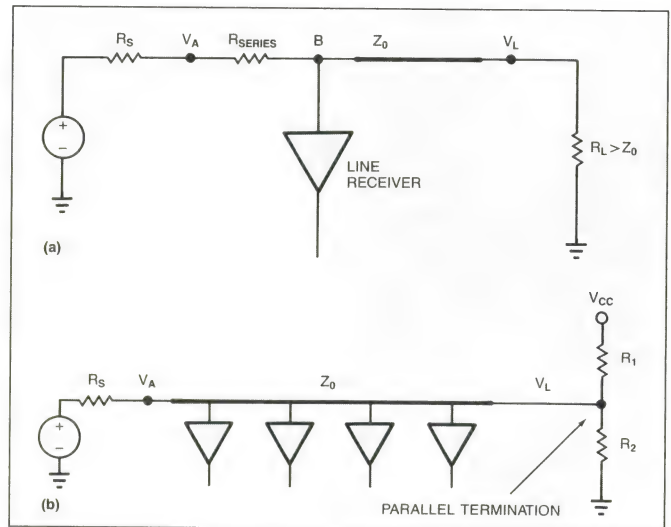 R_S V_A R_SERIES B Z_0 V_L
+
−
LINE
RECEIVER
R_L > Z_0
(a)
V_CC
R_1
R_S V_A Z_0 V_L
+
−
R_2
(b)
PARALLEL TERMINATION